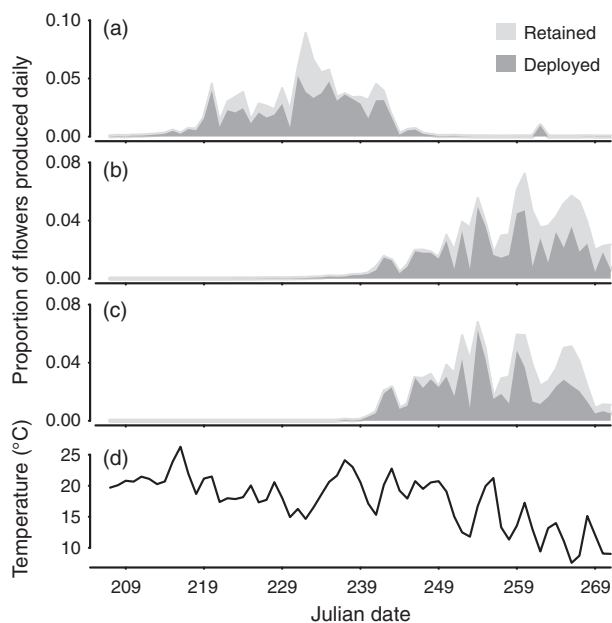 0.10
(a)
Retained
Deployed
0.05
0.00
0.08
(b)
0.04
0.00
0.08
(c)
0.04
0.00
Proportion of flowers produced daily
25
(d)
20
15
10
Temperature (°C)
209 219 229 239 249 259 269
Julian date